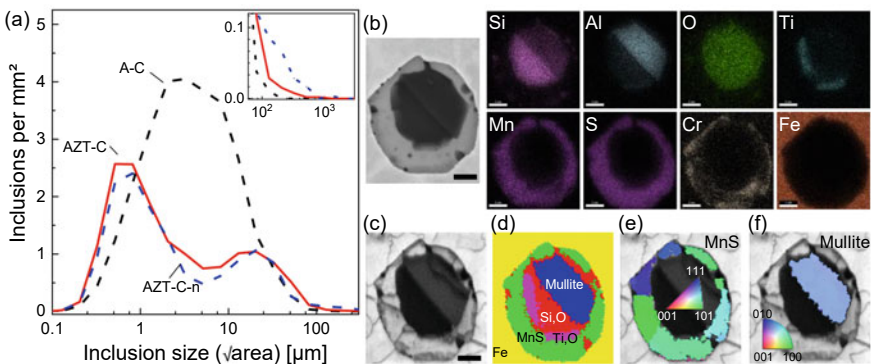 (a)
5
4
3
2
1
0
Inclusions per mm²
A-C
AZT-C
AZT-C-n
0.1
0.0
10²
10³
0.1 1 10 100
Inclusion size (√area) [µm]
(b)
Si Al O Ti
Mn S Cr Fe
(c) (d) (e) (f)
Mullite
Si,O
MnS Ti,O
Fe
MnS
111
001 101
Mullite
010
001 100